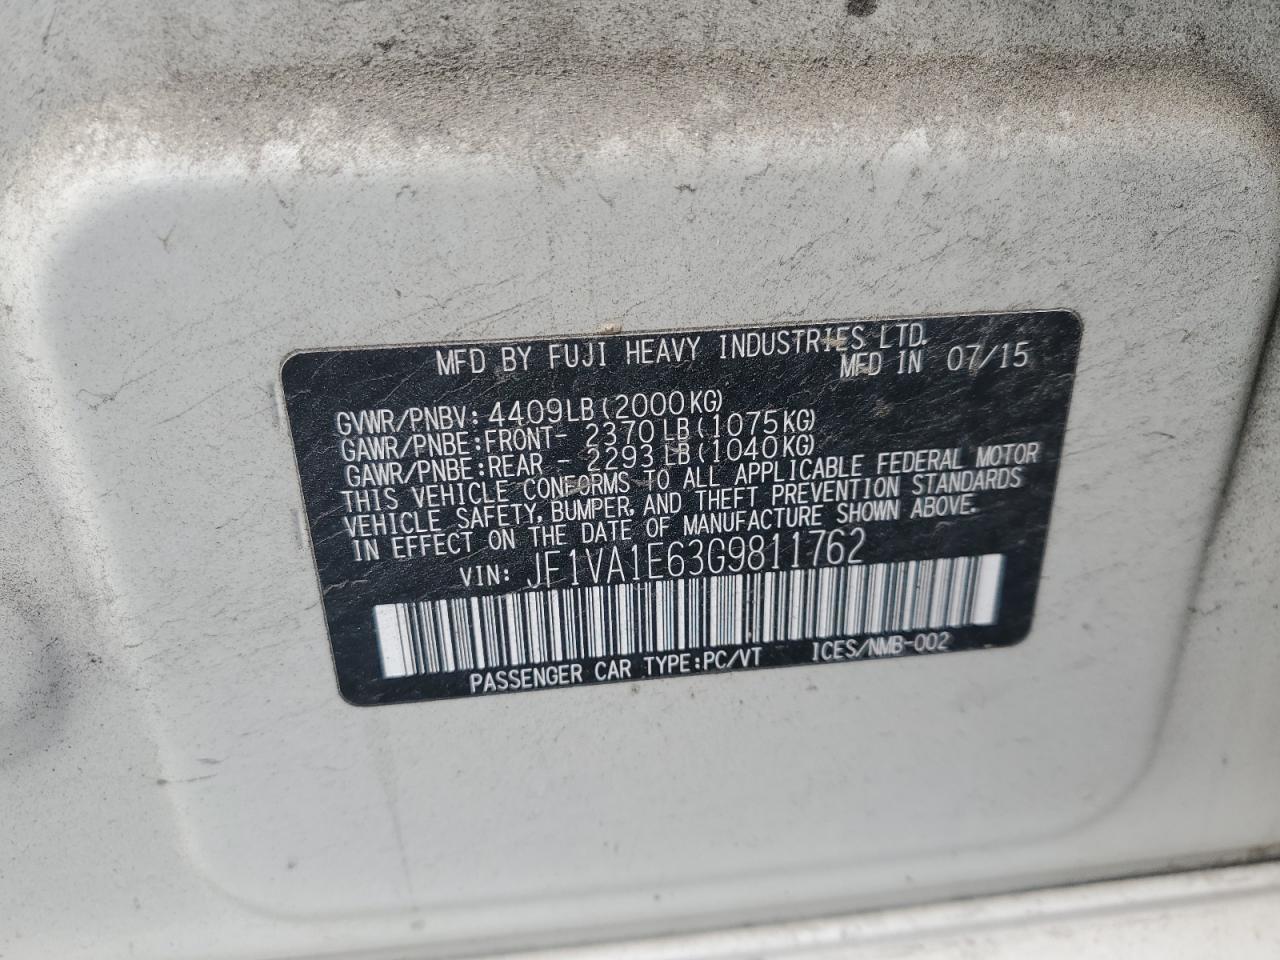 MFD BY FUJI HEAVY INDUSTRIES LTD.
MFD IN 07/15
GVWR/PNBV: 4409LB(2000KG)
GAWR/PNBE:FRONT- 2370LB(1075KG)
GAWR/PNBE:REAR - 2293LB(1040KG)
THIS VEHICLE CONFORMS TO ALL APPLICABLE FEDERAL MOTOR
VEHICLE SAFETY, BUMPER, AND THEFT PREVENTION STANDARDS
IN EFFECT ON THE DATE OF MANUFACTURE SHOWN ABOVE.
VIN: JF1VA1E63G9811762
PASSENGER CAR TYPE:PC/VT ICES/NMB-002